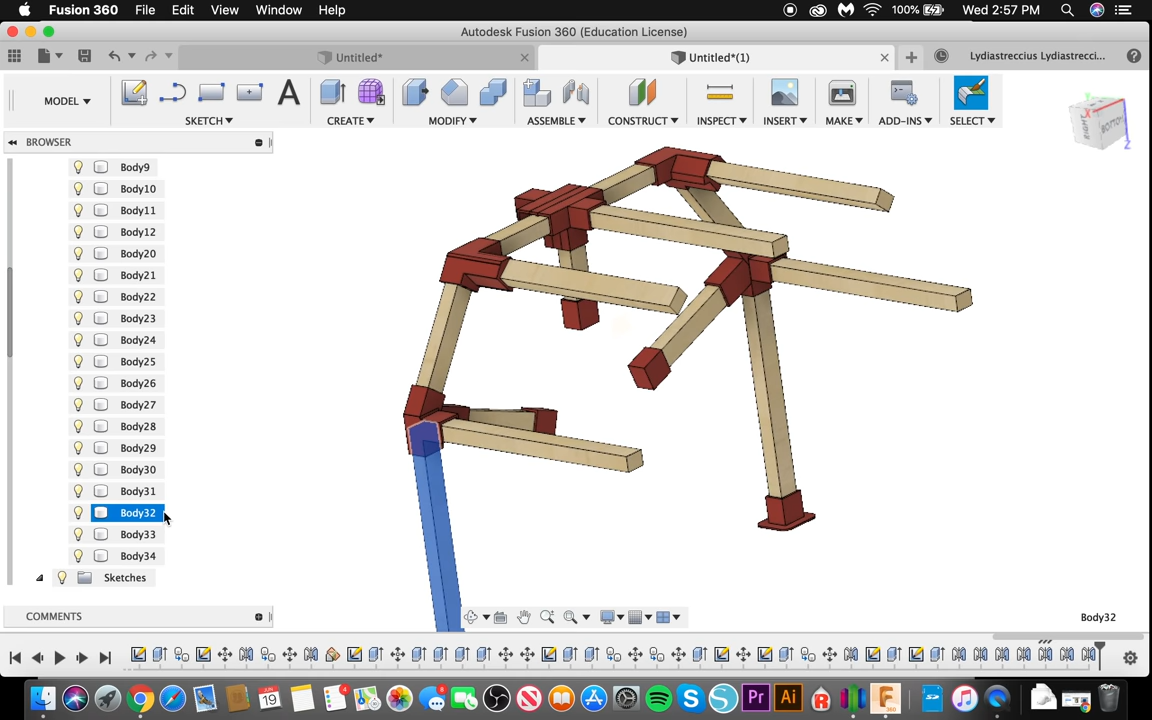 Fusion 360 File Edit View Window Help 100% Wed 2:57 PM
Autodesk Fusion 360 (Education License)
Untitled* Untitled*(1) Lydiastreccius Lydiastrecci...
MODEL SKETCH CREATE MODIFY ASSEMBLE CONSTRUCT INSPECT INSERT MAKE ADD-INS SELECT
RIGHT BOTTOM X Z
BROWSER
Body9
Body10
Body11
Body12
Body20
Body21
Body22
Body23
Body24
Body25
Body26
Body27
Body28
Body29
Body30
Body31
Body32
Body33
Body34
Sketches
COMMENTS
Body32